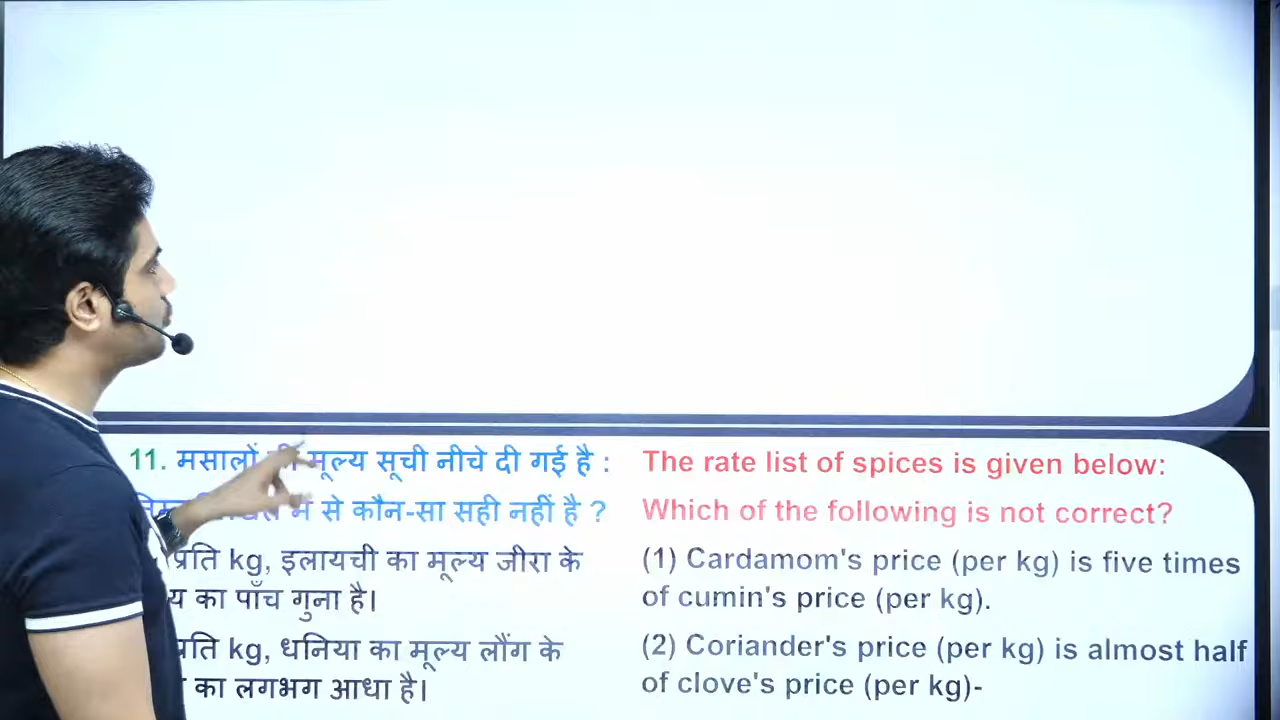 11. मसालों मूल्य सूची नीचे दी गई है :
से कौन-सा सही नहीं है ?
प्रति kg, इलायची का मूल्य जीरा के
का पाँच गुना है।
प्रति kg, धनिया का मूल्य लौंग के
का लगभग आधा है।
The rate list of spices is given below:
Which of the following is not correct?
(1) Cardamom's price (per kg) is five times
of cumin's price (per kg).
(2) Coriander's price (per kg) is almost half
of clove's price (per kg)-